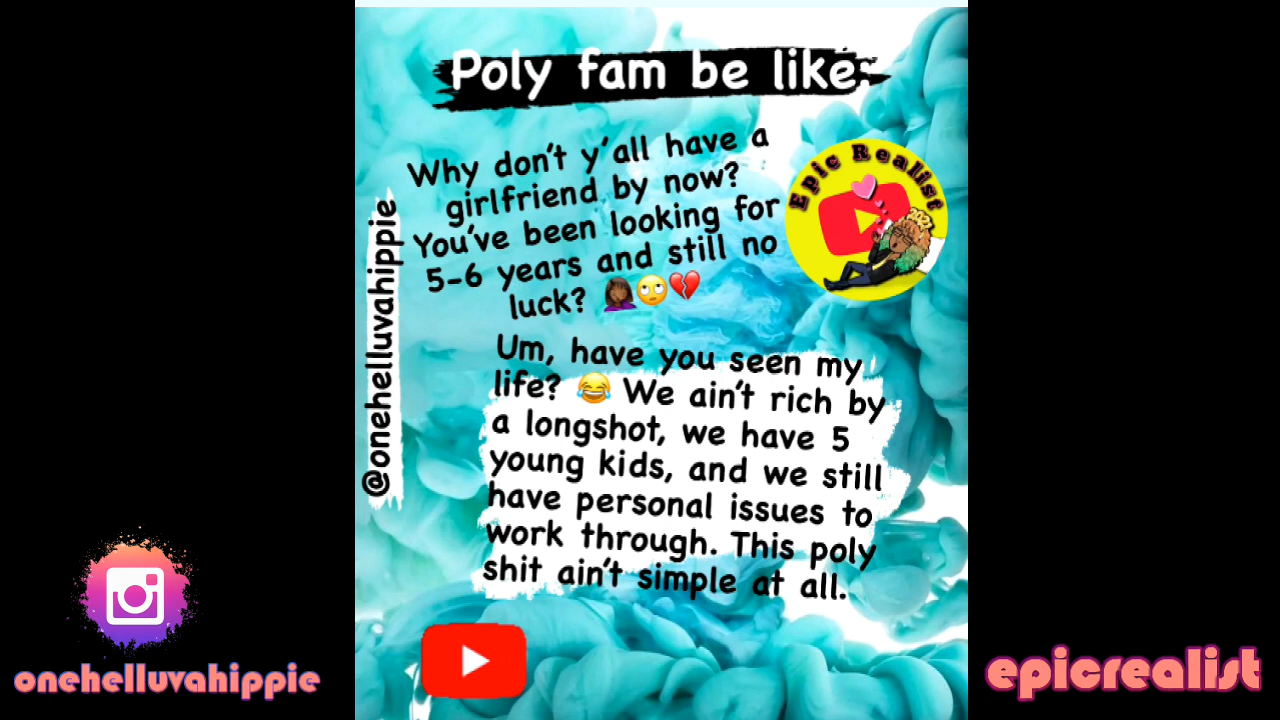 Poly fam be like:
Why don't y'all have a
girlfriend by now?
You've been looking for
5-6 years and still no
luck? 🤦🏾‍♀️🙄💔
Epic Realist
@onehelluvahippie
Um, have you seen my
life? 😂 We ain't rich by
a longshot, we have 5
young kids, and we still
have personal issues to
work through. This poly
shit ain't simple at all.
onehelluvahippie
epicrealist